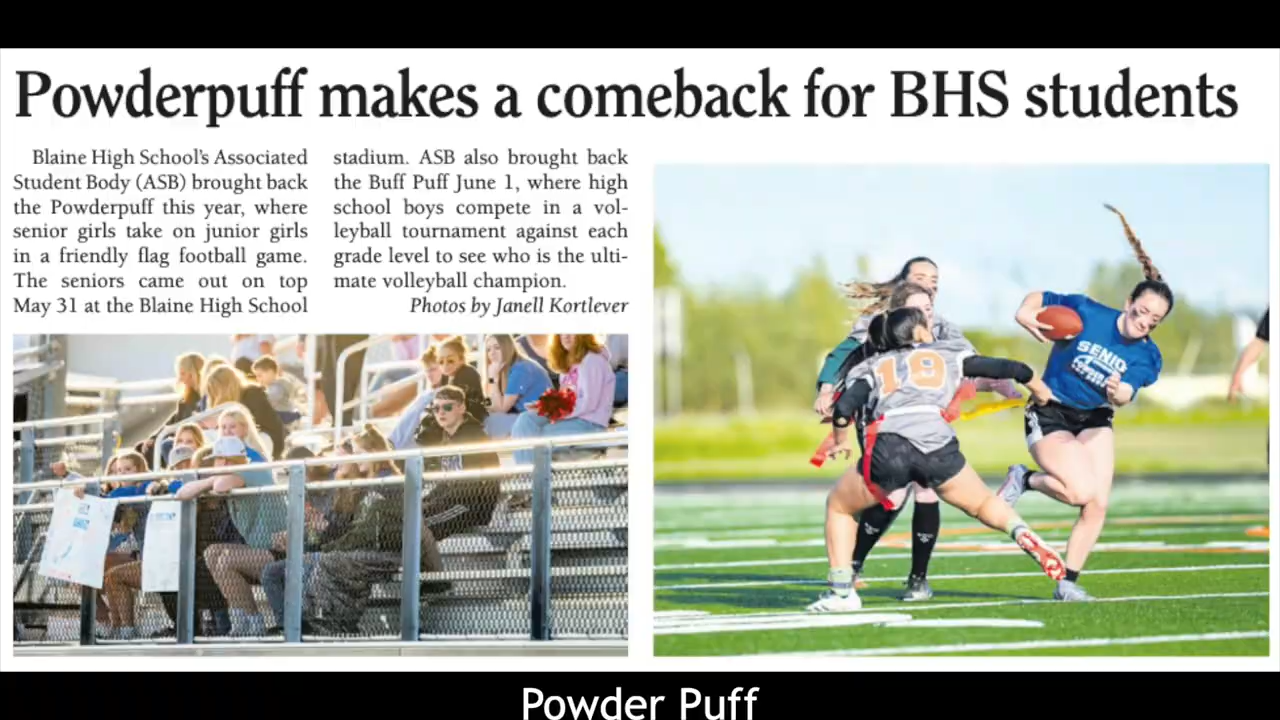 Powderpuff makes a comeback for BHS students
Blaine High School's Associated
Student Body (ASB) brought back
the Powderpuff this year, where
senior girls take on junior girls
in a friendly flag football game.
The seniors came out on top
May 31 at the Blaine High School
stadium. ASB also brought back
the Buff Puff June 1, where high
school boys compete in a vol-
leyball tournament against each
grade level to see who is the ulti-
mate volleyball champion.
Photos by Janell Kortlever
19
SENIO
Powder Puff